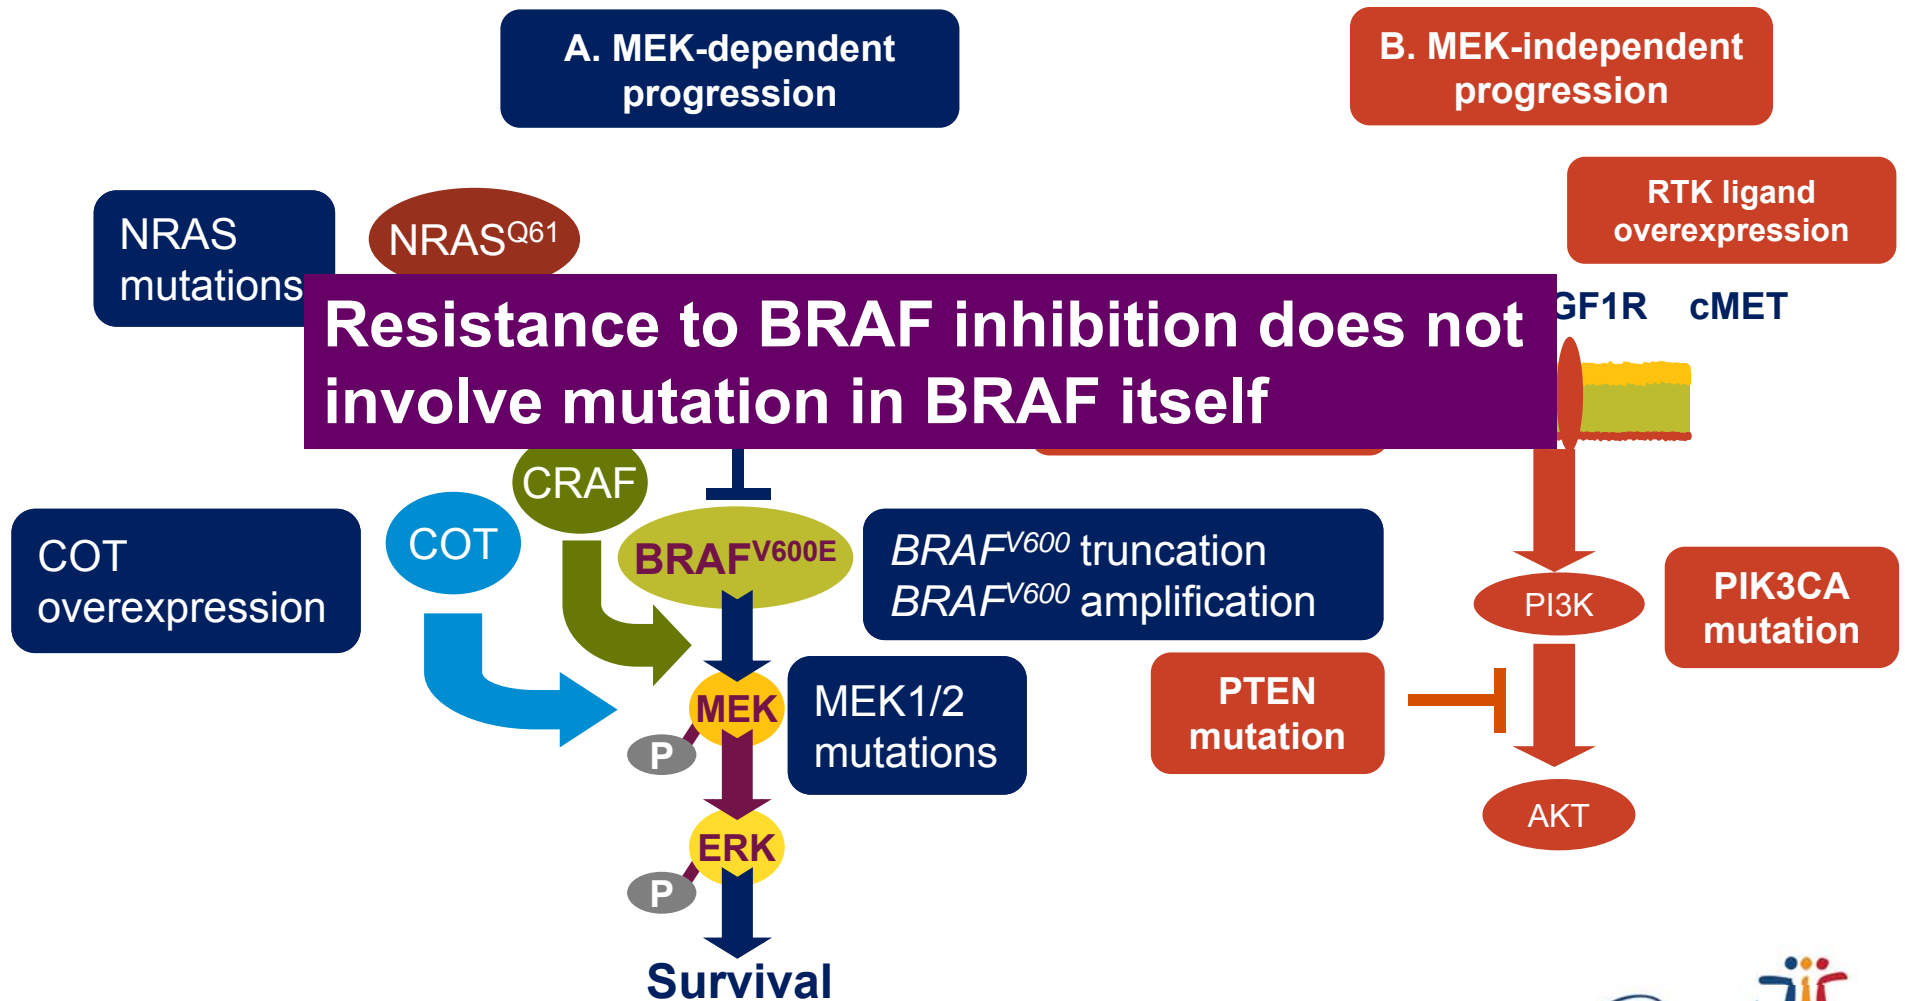 A. MEK-dependent
progression
B. MEK-independent
progression
RTK ligand
overexpression
NRAS
mutations
NRASQ61
GF1R cMET
Resistance to BRAF inhibition does not
involve mutation in BRAF itself
CRAF
COT
overexpression
COT
BRAFV600E
BRAFV600 truncation
BRAFV600 amplification
PI3K
PIK3CA
mutation
MEK
P
MEK1/2
mutations
PTEN
mutation
AKT
ERK
P
Survival